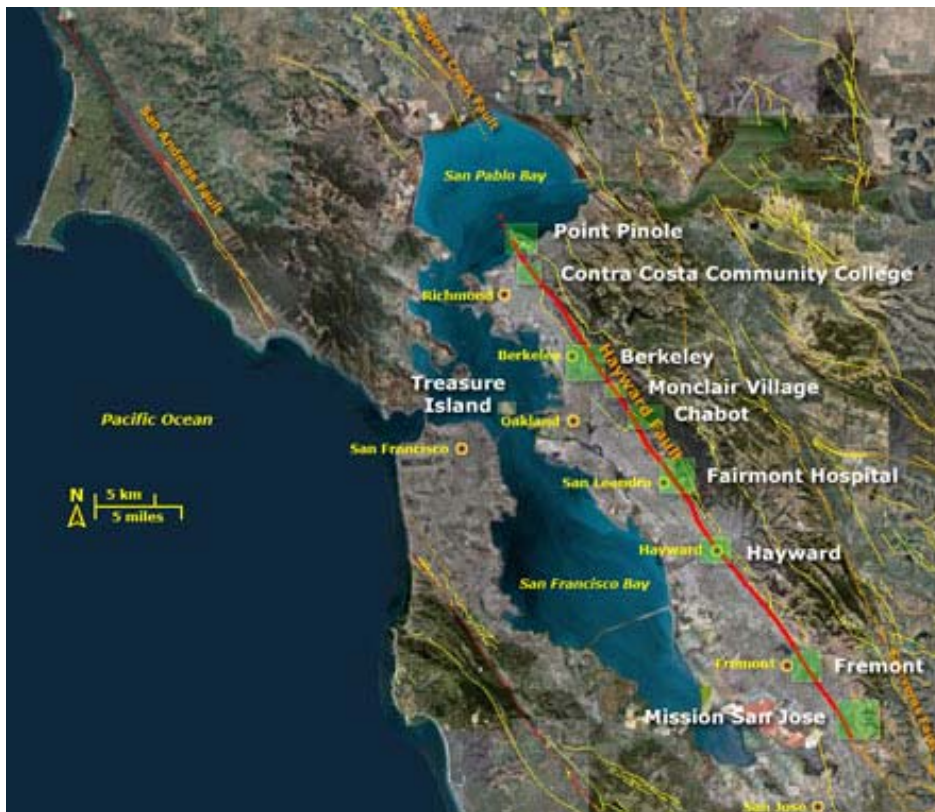 Rogers Creek Fault
San Andreas Fault
San Pablo Bay
Point Pinole
Contra Costa Community College
Richmond
Berkeley
Berkeley
Hayward Fault
Monclair Village
Treasure
Island
Chabot
Oakland
Pacific Ocean
San Francisco
Fairmont Hospital
San Leandro
N
5 km
5 miles
Hayward
Hayward
San Francisco Bay
Fremont
Fremont
Mission San Jose
San Jose